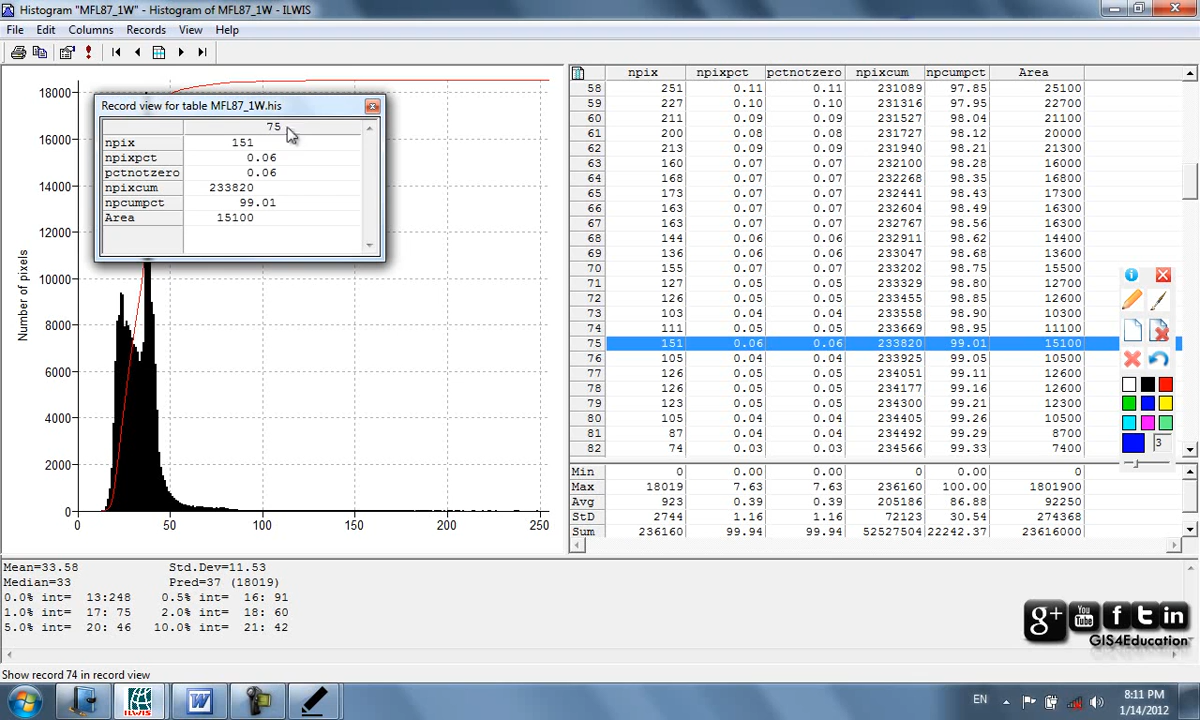 Histogram "MFL87_1W" - Histogram of MFL87_1W - ILWIS
File Edit Columns Records View Help
Record view for table MFL87_1W.his
75
npix 151
npixpct 0.06
pctnotzero 0.06
npixcum 233820
npcumpct 99.01
Area 15100
Number of pixels
18000
16000
14000
12000
10000
8000
6000
4000
2000
0
0 50 100 150 200 250
npix npixpct pctnotzero npixcum npcumpct Area
58 251 0.11 0.11 231089 97.85 25100
59 227 0.10 0.10 231316 97.95 22700
60 211 0.09 0.09 231527 98.04 21100
61 200 0.08 0.08 231727 98.12 20000
62 213 0.09 0.09 231940 98.21 21300
63 160 0.07 0.07 232100 98.28 16000
64 168 0.07 0.07 232268 98.35 16800
65 173 0.07 0.07 232441 98.43 17300
66 163 0.07 0.07 232604 98.49 16300
67 163 0.07 0.07 232767 98.56 16300
68 144 0.06 0.06 232911 98.62 14400
69 136 0.06 0.06 233047 98.68 13600
70 155 0.07 0.07 233202 98.75 15500
71 127 0.05 0.05 233329 98.80 12700
72 126 0.05 0.05 233455 98.85 12600
73 103 0.04 0.04 233558 98.90 10300
74 111 0.05 0.05 233669 98.95 11100
75 151 0.06 0.06 233820 99.01 15100
76 105 0.04 0.04 233925 99.05 10500
77 126 0.05 0.05 234051 99.11 12600
78 126 0.05 0.05 234177 99.16 12600
79 123 0.05 0.05 234300 99.21 12300
80 105 0.04 0.04 234405 99.26 10500
81 87 0.04 0.04 234492 99.29 8700
82 74 0.03 0.03 234566 99.33 7400
Min 0 0.00 0.00 0 0.00 0
Max 18019 7.63 7.63 236160 100.00 1801900
Avg 923 0.39 0.39 205186 86.88 92250
StD 2744 1.16 1.16 72123 30.54 274368
Sum 236160 99.94 99.94 52527504 22242.37 23616000
3
Mean=33.58 Std.Dev=11.53
Median=33 Pred=37 (18019)
0.0% int= 13:248 0.5% int= 16: 91
1.0% int= 17: 75 2.0% int= 18: 60
5.0% int= 20: 46 10.0% int= 21: 42
g+ You Tube f t in
GIS4Education
Show record 74 in record view
ILWIS
W
EN
8:11 PM
1/14/2012